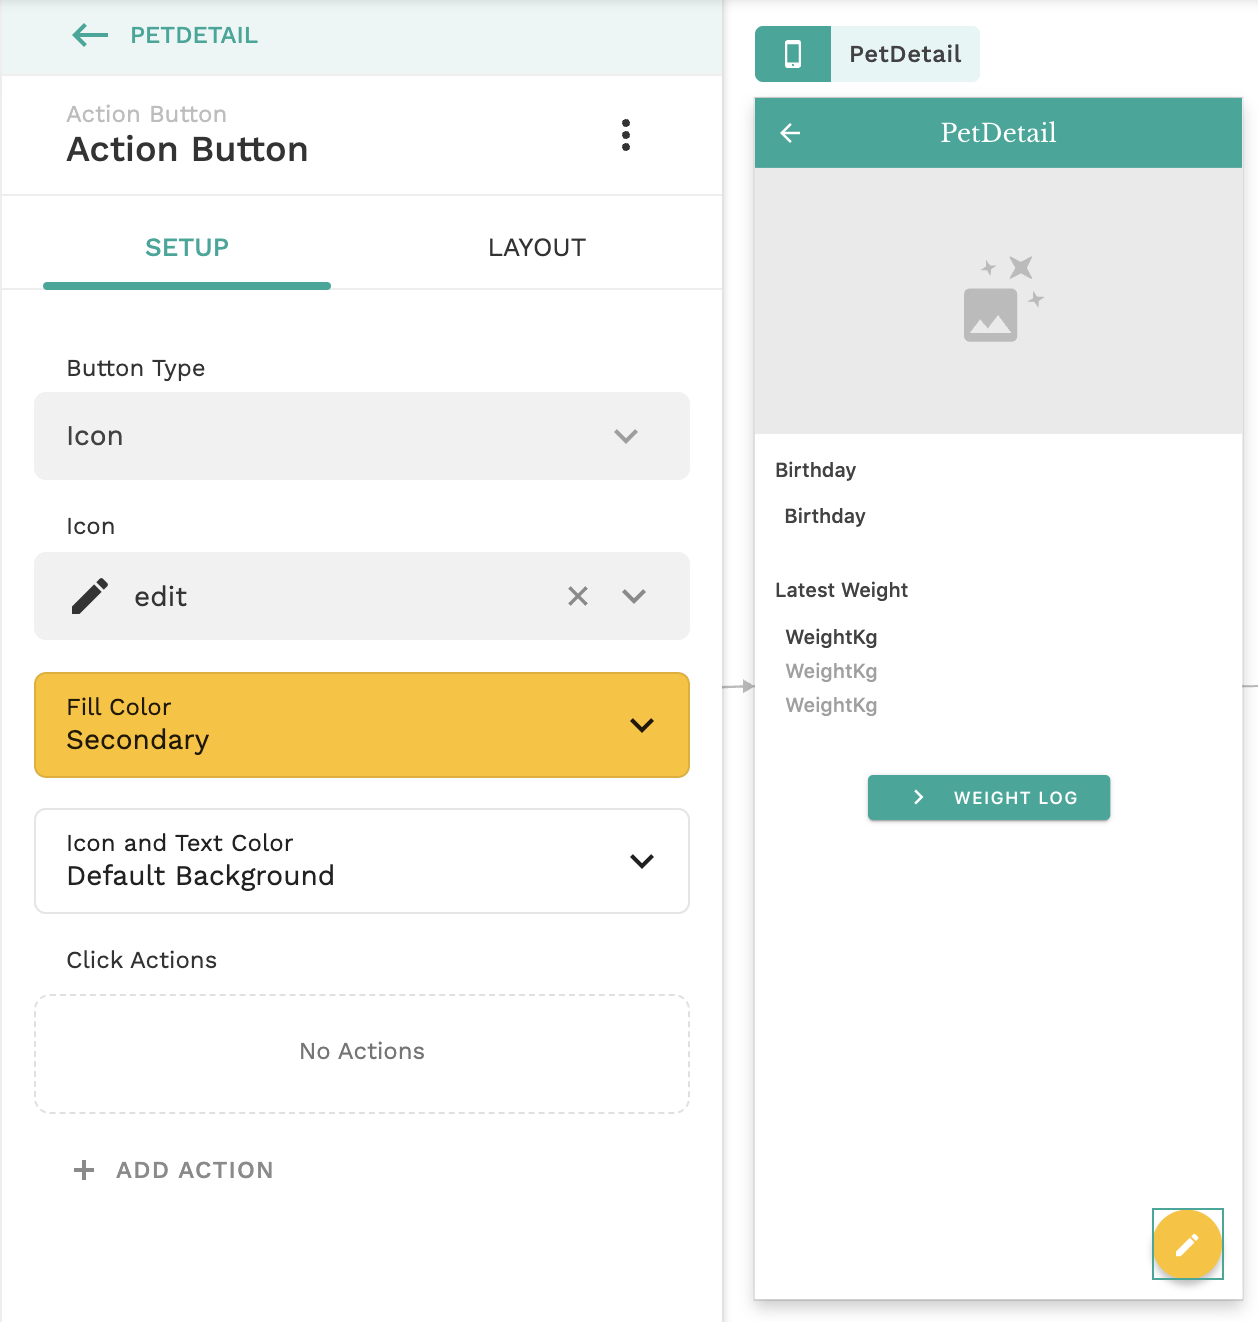 PETDETAIL
Action Button
Action Button
SETUP
LAYOUT
Button Type
Icon
Icon
edit
Fill Color
Secondary
Icon and Text Color
Default Background
Click Actions
No Actions
ADD ACTION
PetDetail
PetDetail
Birthday
Birthday
Latest Weight
WeightKg
WeightKg
WeightKg
WEIGHT LOG